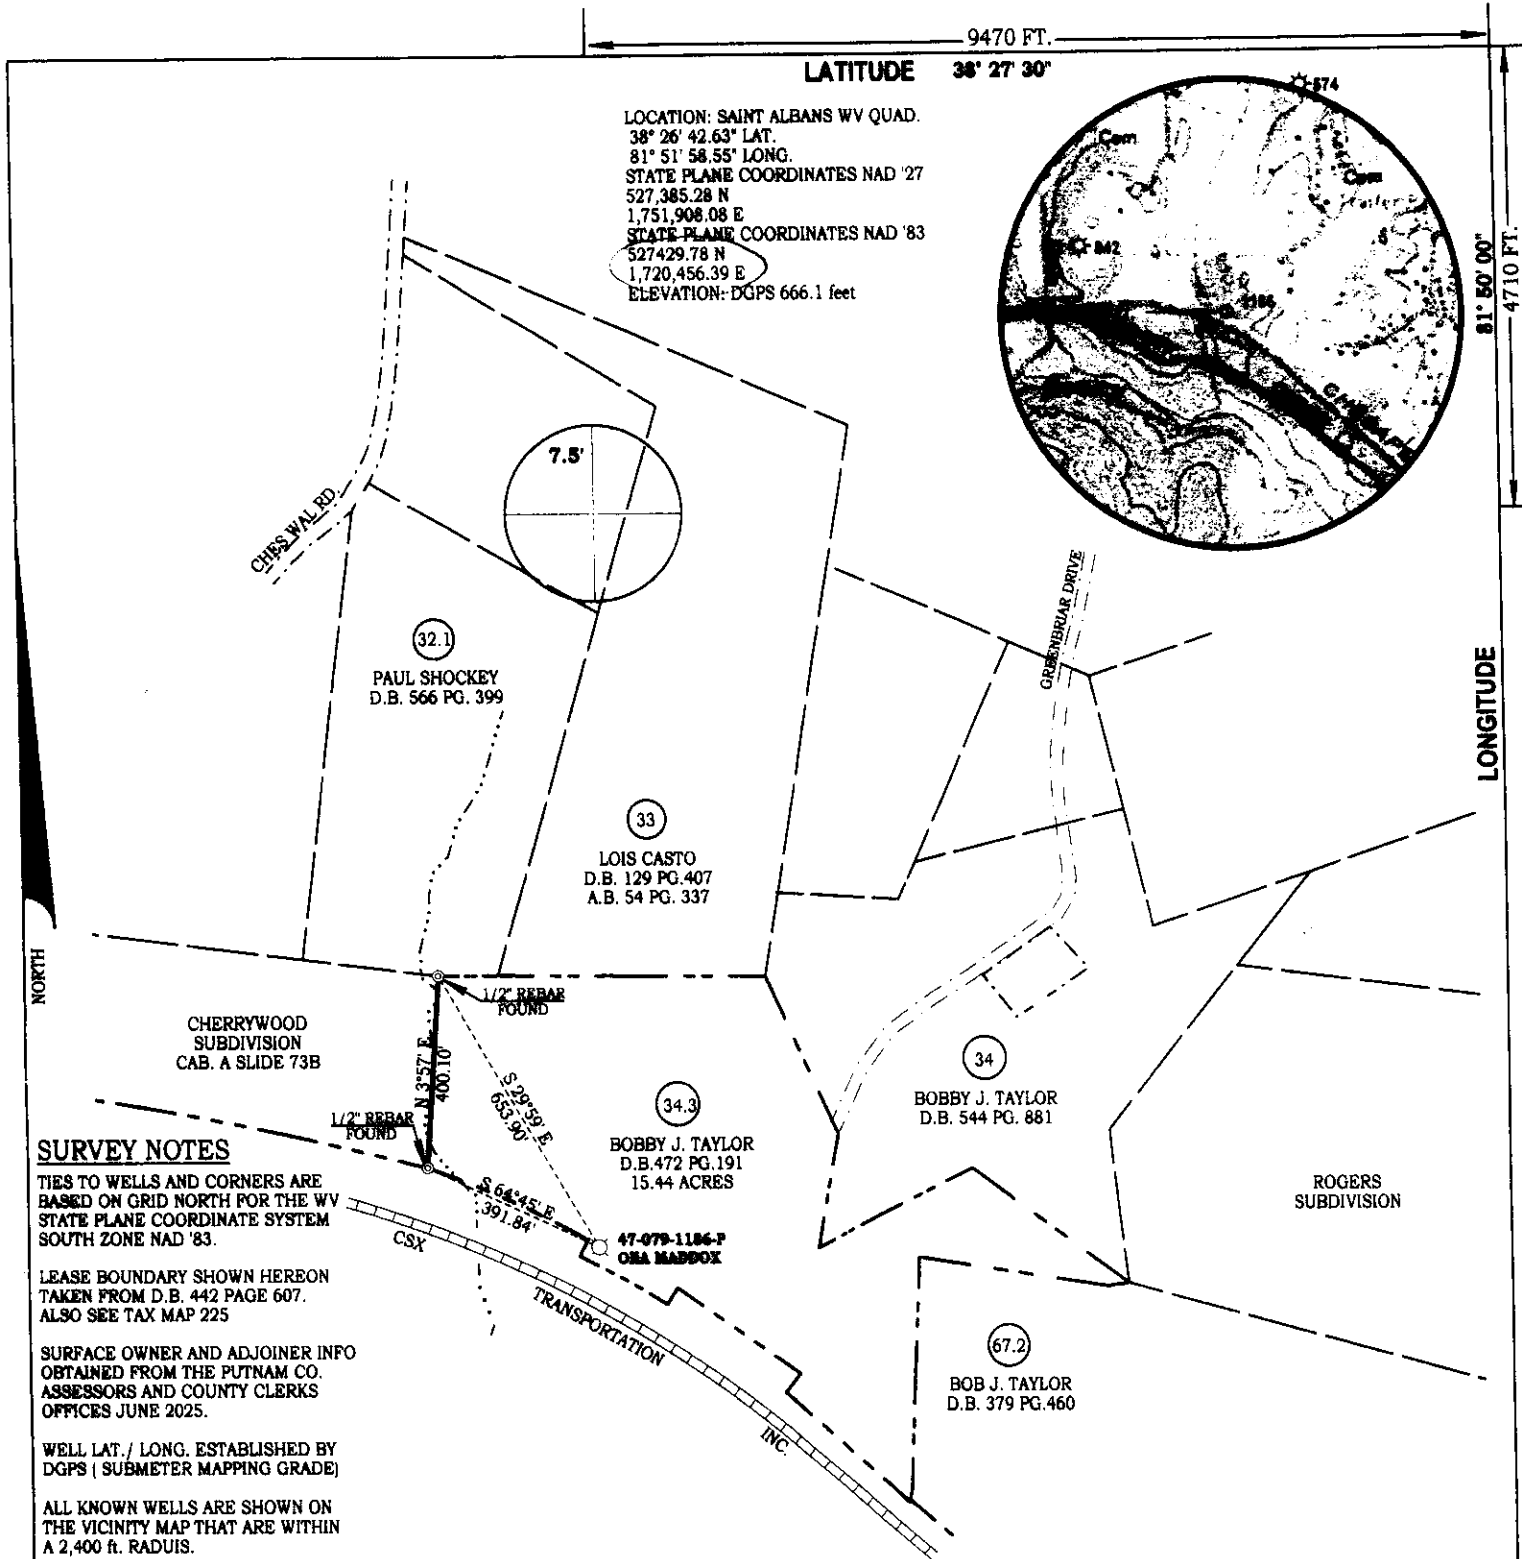 9470 FT.
LATITUDE 38° 27' 30"
LOCATION: SAINT ALBANS WV QUAD.
38° 26' 42.63" LAT.
81° 51' 58.55" LONG.
STATE PLANE COORDINATES NAD '27
527,385.28 N
1,751,908.08 E
STATE PLANE COORDINATES NAD '83
527429.78 N
1,720,456.39 E
ELEVATION: DGPS 666.1 feet
574
Cem
Cem
842
1186
81° 50' 00"
4710 FT.
LONGITUDE
7.5'
CHES WAL RD.
GREENBRIAR DRIVE
32.1
PAUL SHOCKEY
D.B. 566 PG. 399
33
LOIS CASTO
D.B. 129 PG.407
A.B. 54 PG. 337
NORTH
1/2" REBAR
FOUND
CHERRYWOOD
SUBDIVISION
CAB. A SLIDE 73B
N 3°57' E
400.10'
S 29°59' E
653.90'
34
BOBBY J. TAYLOR
D.B. 544 PG. 881
34.3
BOBBY J. TAYLOR
D.B.472 PG.191
15.44 ACRES
1/2" REBAR
FOUND
S 64°45' E
391.84'
ROGERS
SUBDIVISION
47-079-1186-P
ORA MADDOX
CSX
TRANSPORTATION
INC.
67.2
BOB J. TAYLOR
D.B. 379 PG.460
SURVEY NOTES
TIES TO WELLS AND CORNERS ARE
BASED ON GRID NORTH FOR THE WV
STATE PLANE COORDINATE SYSTEM
SOUTH ZONE NAD '83.
LEASE BOUNDARY SHOWN HEREON
TAKEN FROM D.B. 442 PAGE 607.
ALSO SEE TAX MAP 225
SURFACE OWNER AND ADJOINER INFO
OBTAINED FROM THE PUTNAM CO.
ASSESSORS AND COUNTY CLERKS
OFFICES JUNE 2025.
WELL LAT./ LONG. ESTABLISHED BY
DGPS ( SUBMETER MAPPING GRADE)
ALL KNOWN WELLS ARE SHOWN ON
THE VICINITY MAP THAT ARE WITHIN
A 2,400 ft. RADUIS.